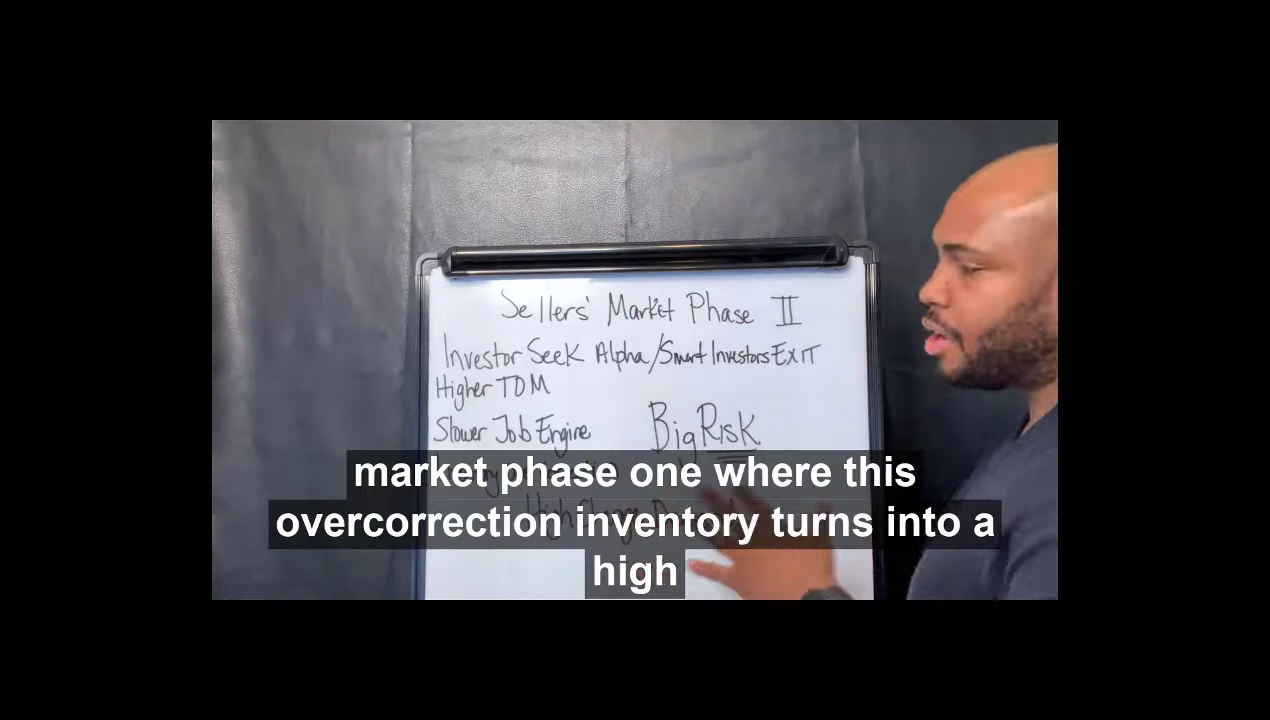 Sellers' Market Phase II
Investor Seek Alpha/Smart Investors EXIT
Higher TOM
Slower Job Engine Big Risk
market phase one where this
overcorrection inventory turns into a
high